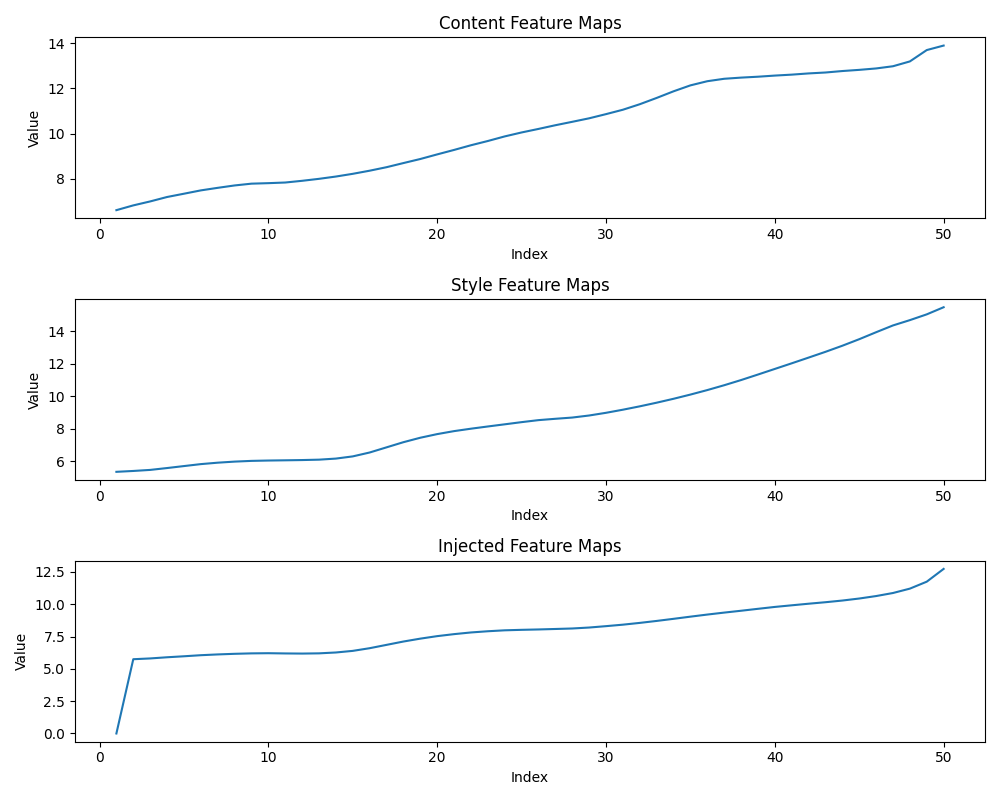 Content Feature Maps
14
12
10
8
Value
0 10 20 30 40 50
Index
Style Feature Maps
14
12
10
8
6
Value
0 10 20 30 40 50
Index
Injected Feature Maps
12.5
10.0
7.5
5.0
2.5
0.0
Value
0 10 20 30 40 50
Index